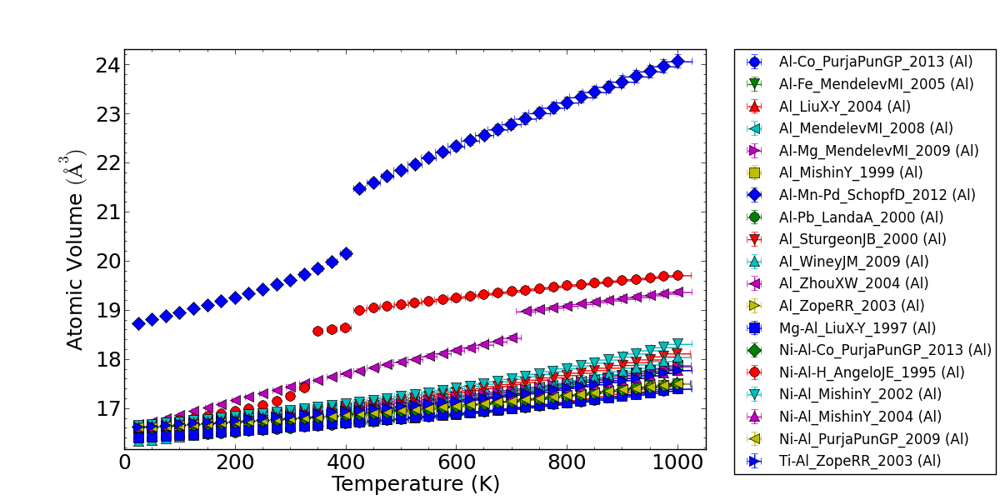 24
23
22
21
20
19
18
17
Atomic Volume (Å³)
0
200
400
600
800
1000
Temperature (K)
Al-Co_PurjaPunGP_2013 (Al)
Al-Fe_MendelevMI_2005 (Al)
Al_LiuX-Y_2004 (Al)
Al_MendelevMI_2008 (Al)
Al-Mg_MendelevMI_2009 (Al)
Al_MishinY_1999 (Al)
Al-Mn-Pd_SchopfD_2012 (Al)
Al-Pb_LandaA_2000 (Al)
Al_SturgeonJB_2000 (Al)
Al_WineyJM_2009 (Al)
Al_ZhouXW_2004 (Al)
Al_ZopeRR_2003 (Al)
Mg-Al_LiuX-Y_1997 (Al)
Ni-Al-Co_PurjaPunGP_2013 (Al)
Ni-Al-H_AngeloJE_1995 (Al)
Ni-Al_MishinY_2002 (Al)
Ni-Al_MishinY_2004 (Al)
Ni-Al_PurjaPunGP_2009 (Al)
Ti-Al_ZopeRR_2003 (Al)